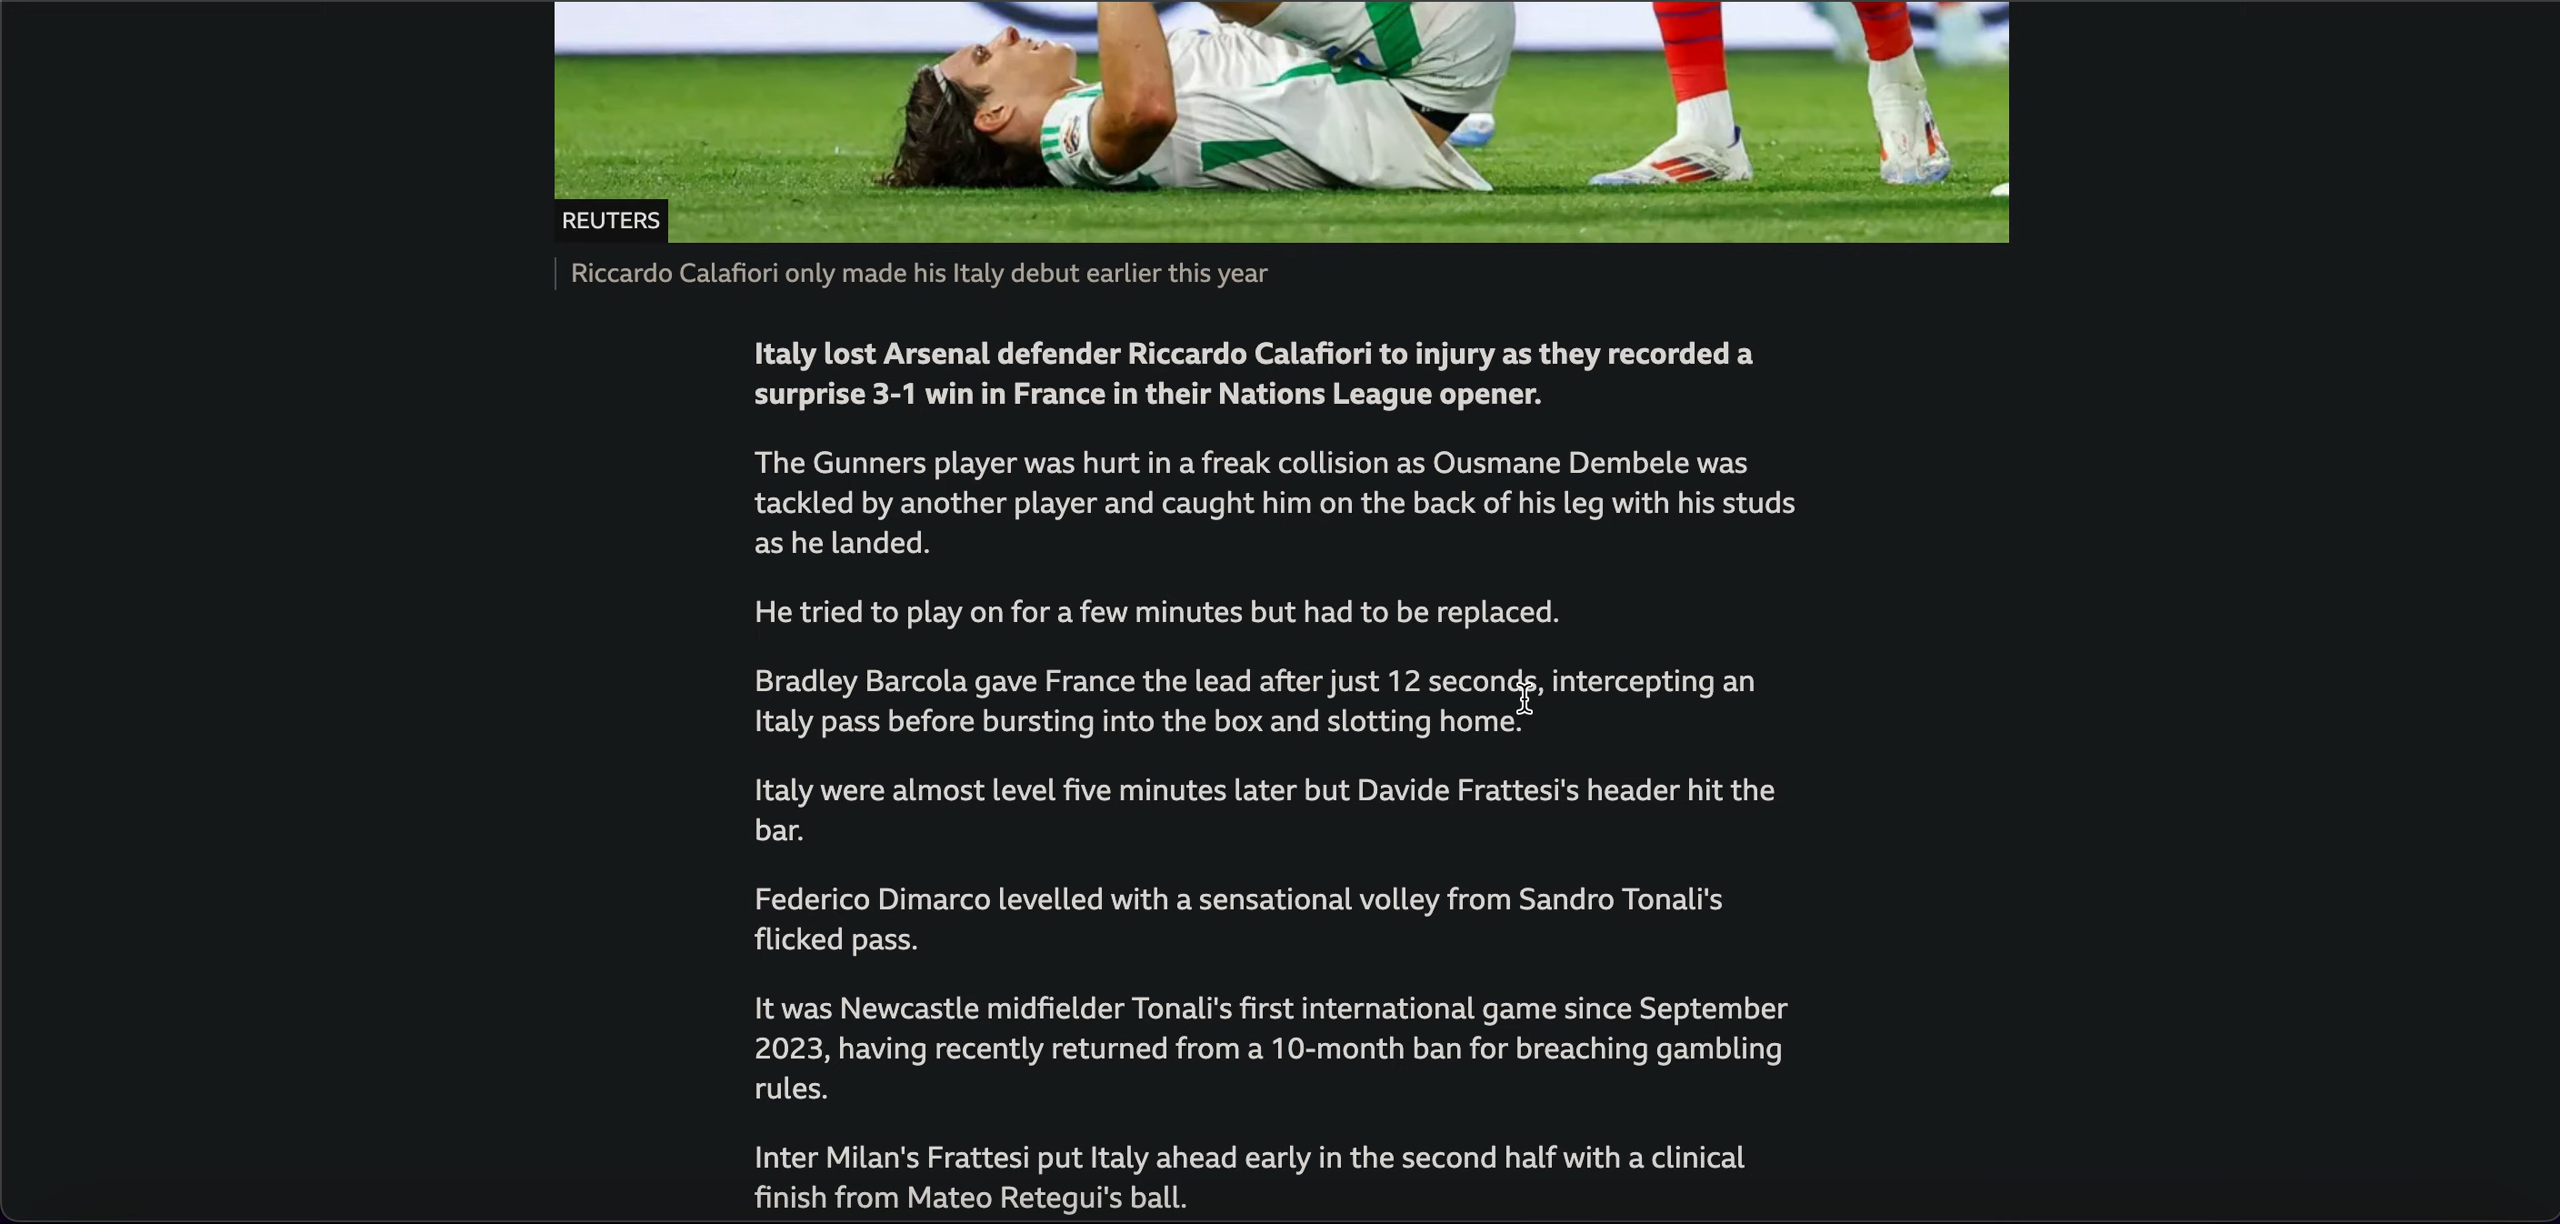 REUTERS
Riccardo Calafiori only made his Italy debut earlier this year
Italy lost Arsenal defender Riccardo Calafiori to injury as they recorded a
surprise 3-1 win in France in their Nations League opener.
The Gunners player was hurt in a freak collision as Ousmane Dembele was
tackled by another player and caught him on the back of his leg with his studs
as he landed.
He tried to play on for a few minutes but had to be replaced.
Bradley Barcola gave France the lead after just 12 seconds, intercepting an
Italy pass before bursting into the box and slotting home.
Italy were almost level five minutes later but Davide Frattesi's header hit the
bar.
Federico Dimarco levelled with a sensational volley from Sandro Tonali's
flicked pass.
It was Newcastle midfielder Tonali's first international game since September
2023, having recently returned from a 10-month ban for breaching gambling
rules.
Inter Milan's Frattesi put Italy ahead early in the second half with a clinical
finish from Mateo Retegui's ball.